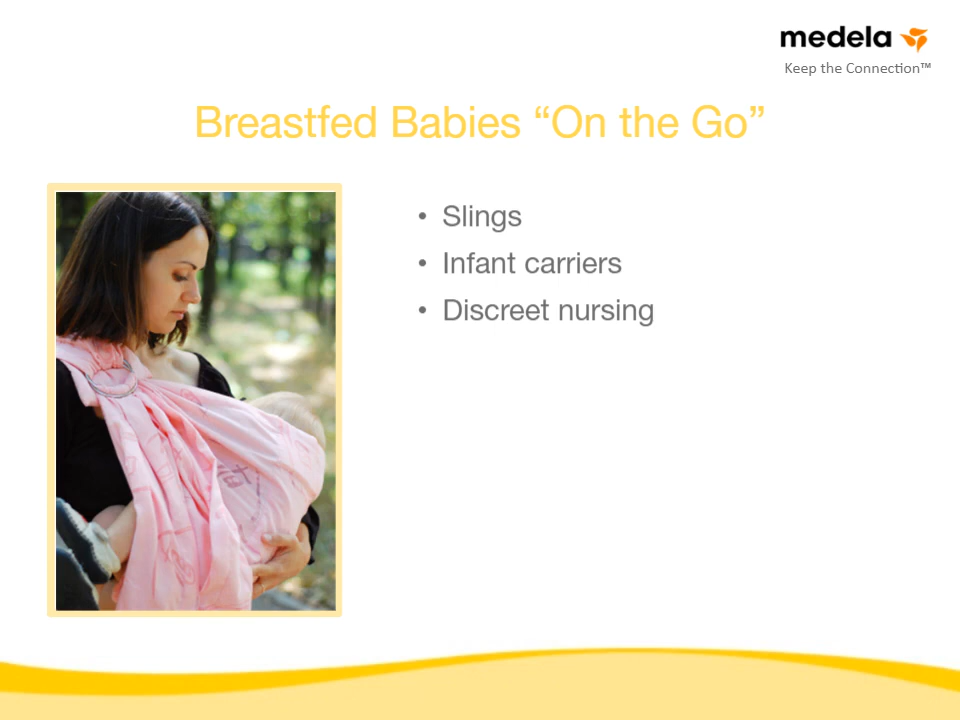 medela
Keep the Connection™
Breastfed Babies “On the Go”
• Slings
• Infant carriers
• Discreet nursing